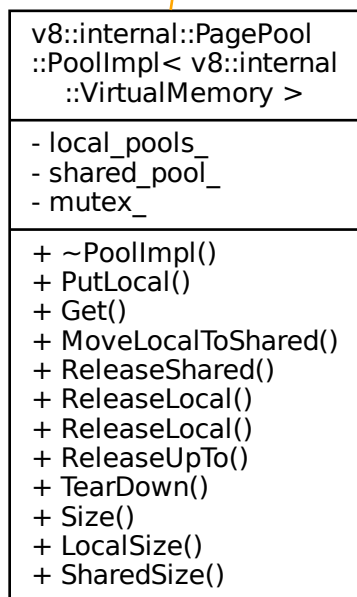 v8::internal::PagePool
::PoolImpl< v8::internal
::VirtualMemory >
- local_pools_
- shared_pool_
- mutex_
+ ~PoolImpl()
+ PutLocal()
+ Get()
+ MoveLocalToShared()
+ ReleaseShared()
+ ReleaseLocal()
+ ReleaseLocal()
+ ReleaseUpTo()
+ TearDown()
+ Size()
+ LocalSize()
+ SharedSize()